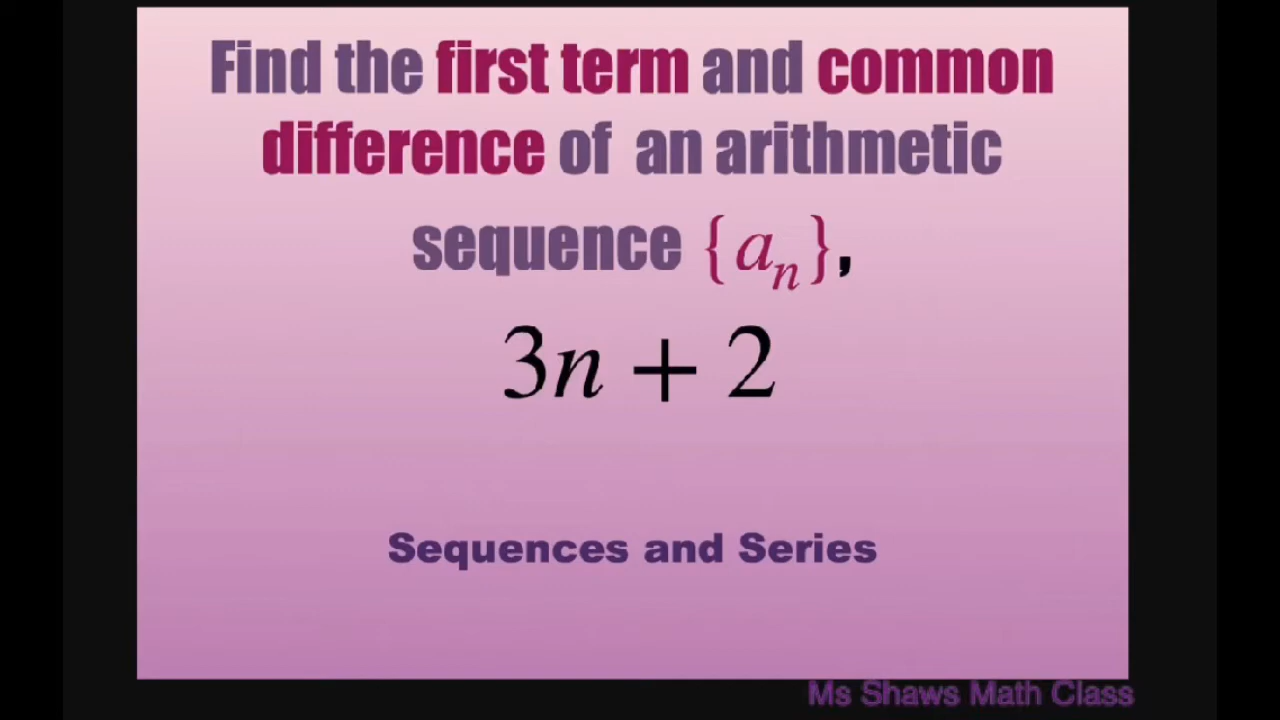 Find the first term and common
difference of an arithmetic
sequence {aₙ},
3n + 2
Sequences and Series
Ms Shaws Math Class